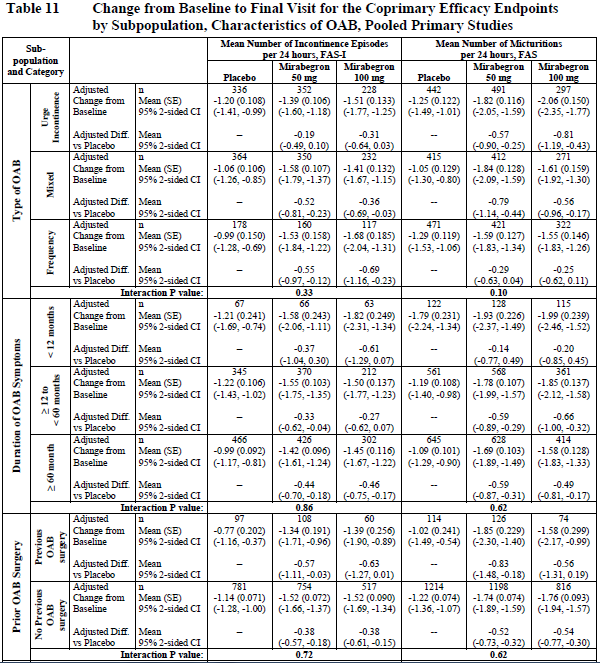 Table 11 Change from Baseline to Final Visit for the Coprimary Efficacy Endpoints
by Subpopulation, Characteristics of OAB, Pooled Primary Studies
Sub-population and Category Mean Number of Incontinence Episodes per 24 hours, FAS-I Mean Number of Micturitions per 24 hours, FAS
Placebo Mirabegron 50 mg Mirabegron 100 mg Placebo Mirabegron 50 mg Mirabegron 100 mg
Type of OAB
Urge Incontinence
Adjusted n 336 352 228 442 491 297
Change from Mean (SE) -1.20 (0.108) -1.39 (0.106) -1.51 (0.133) -1.25 (0.122) -1.82 (0.116) -2.06 (0.150)
Baseline 95% 2-sided CI (-1.41, -0.99) (-1.60, -1.18) (-1.77, -1.25) (-1.49, -1.01) (-2.05, -1.59) (-2.35, -1.77)
Adjusted Diff. Mean -- -0.19 -0.31 -- -0.57 -0.81
vs Placebo 95% 2-sided CI (-0.49, 0.10) (-0.64, 0.03) (-0.90, -0.25) (-1.19, -0.43)
Mixed
Adjusted n 364 350 232 415 412 271
Change from Mean (SE) -1.06 (0.106) -1.58 (0.107) -1.41 (0.132) -1.05 (0.129) -1.84 (0.128) -1.61 (0.159)
Baseline 95% 2-sided CI (-1.26, -0.85) (-1.79, -1.37) (-1.67, -1.15) (-1.30, -0.80) (-2.09, -1.59) (-1.92, -1.30)
Adjusted Diff. Mean -- -0.52 -0.36 -- -0.79 -0.56
vs Placebo 95% 2-sided CI (-0.81, -0.23) (-0.69, -0.03) (-1.14, -0.44) (-0.96, -0.17)
Frequency
Adjusted n 178 160 117 471 421 322
Change from Mean (SE) -0.99 (0.150) -1.53 (0.158) -1.68 (0.185) -1.29 (0.119) -1.59 (0.127) -1.55 (0.146)
Baseline 95% 2-sided CI (-1.28, -0.69) (-1.84, -1.22) (-2.04, -1.31) (-1.53, -1.06) (-1.83, -1.34) (-1.83, -1.26)
Adjusted Diff. Mean -- -0.55 -0.69 -- -0.29 -0.25
vs Placebo 95% 2-sided CI (-0.97, -0.12) (-1.16, -0.23) (-0.63, 0.04) (-0.62, 0.11)
Interaction P value: 0.33 0.10
Duration of OAB Symptoms
< 12 months
Adjusted n 67 66 63 122 128 115
Change from Mean (SE) -1.21 (0.241) -1.58 (0.243) -1.82 (0.249) -1.79 (0.231) -1.93 (0.226) -1.99 (0.239)
Baseline 95% 2-sided CI (-1.69, -0.74) (-2.06, -1.11) (-2.31, -1.34) (-2.24, -1.34) (-2.37, -1.49) (-2.46, -1.52)
Adjusted Diff. Mean -- -0.37 -0.61 -- -0.14 -0.20
vs Placebo 95% 2-sided CI (-1.04, 0.30) (-1.29, 0.07) (-0.77, 0.49) (-0.85, 0.45)
≥ 12 to < 60 months
Adjusted n 345 370 212 561 568 361
Change from Mean (SE) -1.22 (0.106) -1.55 (0.103) -1.50 (0.137) -1.19 (0.108) -1.78 (0.107) -1.85 (0.137)
Baseline 95% 2-sided CI (-1.43, -1.02) (-1.75, -1.35) (-1.77, -1.23) (-1.40, -0.98) (-1.99, -1.57) (-2.12, -1.58)
Adjusted Diff. Mean -- -0.33 -0.27 -- -0.59 -0.66
vs Placebo 95% 2-sided CI (-0.62, -0.04) (-0.62, 0.07) (-0.89, -0.29) (-1.00, -0.32)
≥ 60 month
Adjusted n 466 426 302 645 628 414
Change from Mean (SE) -0.99 (0.092) -1.42 (0.096) -1.45 (0.116) -1.09 (0.101) -1.69 (0.103) -1.58 (0.128)
Baseline 95% 2-sided CI (-1.17, -0.81) (-1.61, -1.24) (-1.67, -1.22) (-1.29, -0.90) (-1.89, -1.49) (-1.83, -1.33)
Adjusted Diff. Mean -- -0.44 -0.46 -- -0.59 -0.49
vs Placebo 95% 2-sided CI (-0.70, -0.18) (-0.75, -0.17) (-0.87, -0.31) (-0.81, -0.17)
Interaction P value: 0.86 0.62
Prior OAB Surgery
Previous OAB surgery
Adjusted n 97 108 60 114 126 74
Change from Mean (SE) -0.77 (0.202) -1.34 (0.191) -1.39 (0.256) -1.02 (0.241) -1.85 (0.229) -1.58 (0.299)
Baseline 95% 2-sided CI (-1.16, -0.37) (-1.71, -0.96) (-1.90, -0.89) (-1.49, -0.54) (-2.30, -1.40) (-2.17, -0.99)
Adjusted Diff. Mean -- -0.57 -0.63 -- -0.83 -0.56
vs Placebo 95% 2-sided CI (-1.11, -0.03) (-1.27, 0.01) (-1.48, -0.18) (-1.31, 0.19)
No Previous OAB surgery
Adjusted n 781 754 517 1214 1198 816
Change from Mean (SE) -1.14 (0.071) -1.52 (0.072) -1.52 (0.090) -1.22 (0.074) -1.74 (0.074) -1.76 (0.093)
Baseline 95% 2-sided CI (-1.28, -1.00) (-1.66, -1.37) (-1.69, -1.34) (-1.36, -1.07) (-1.89, -1.59) (-1.94, -1.57)
Adjusted Diff. Mean -- -0.38 -0.38 -- -0.52 -0.54
vs Placebo 95% 2-sided CI (-0.57, -0.18) (-0.61, -0.15) (-0.73, -0.32) (-0.77, -0.30)
Interaction P value: 0.72 0.62